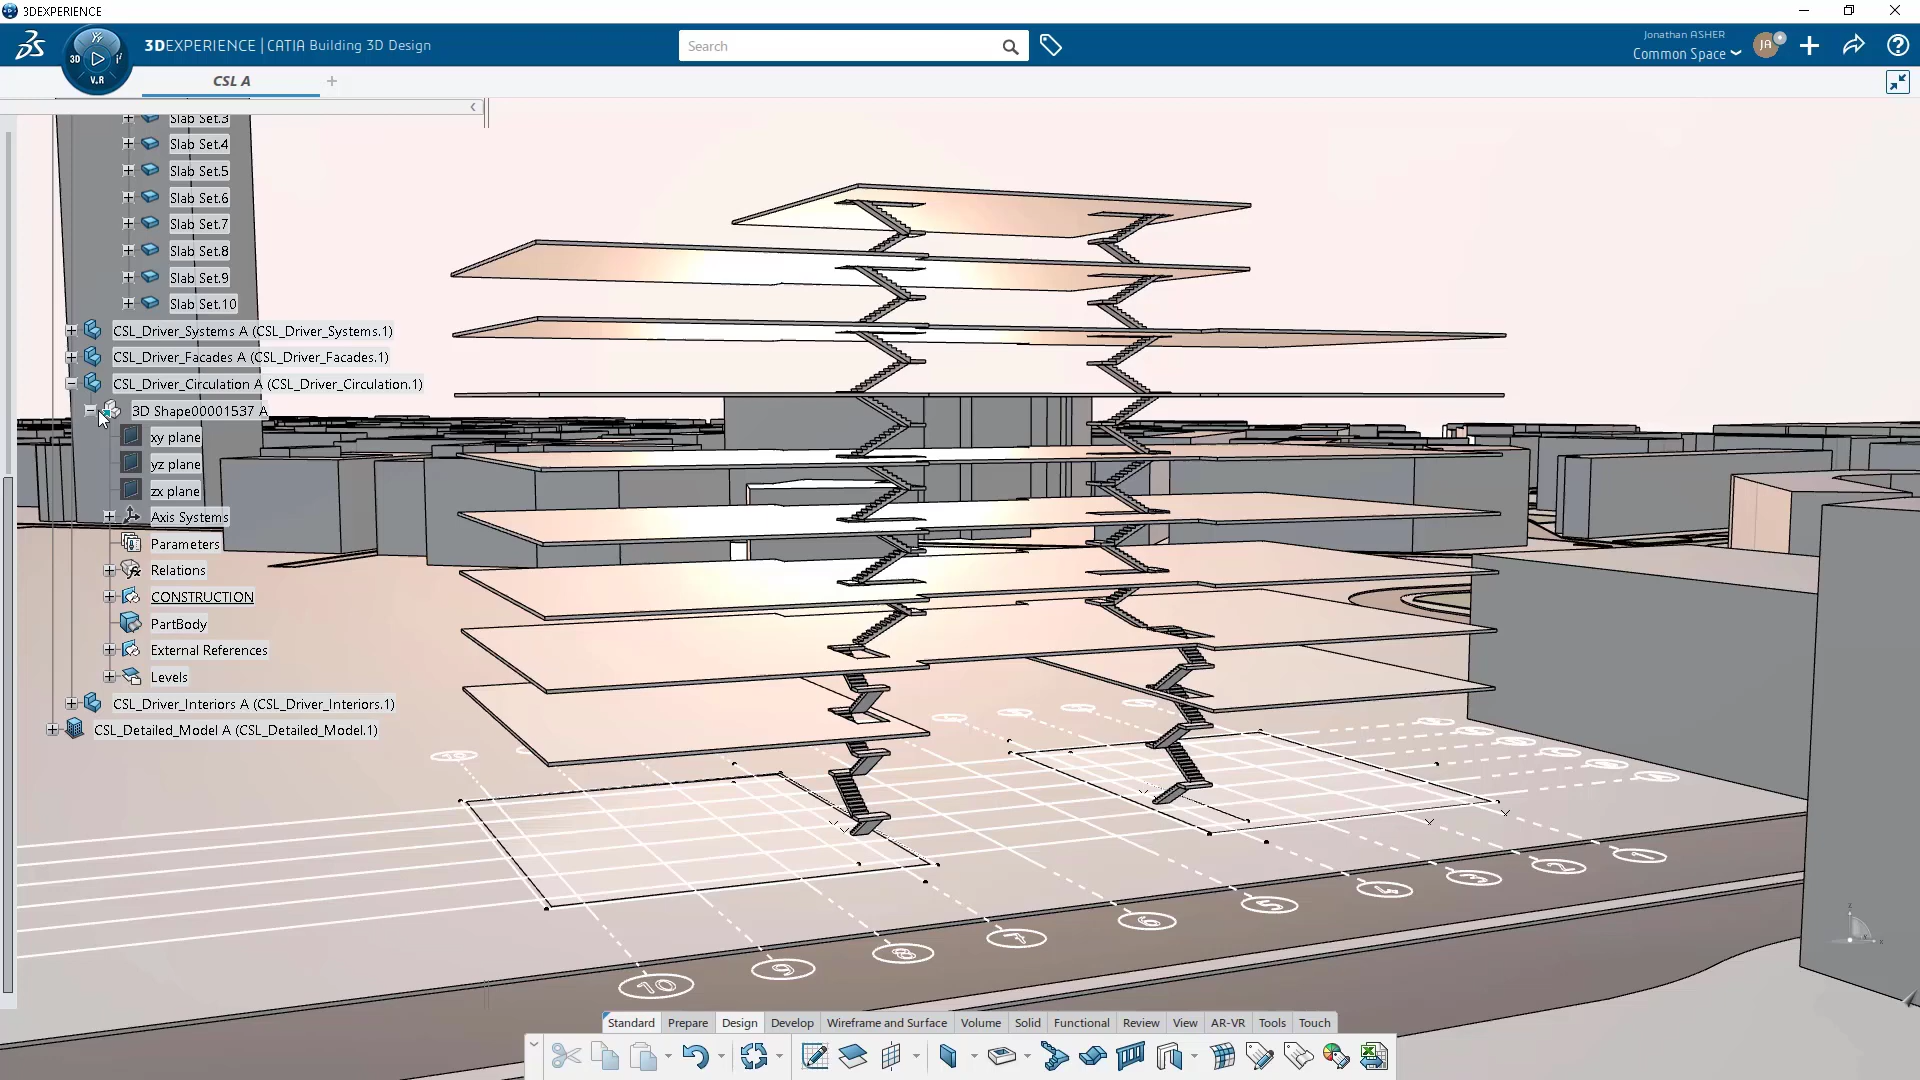 3DEXPERIENCE
3DEXPERIENCE | CATIA Building 3D Design
Search
Jonathan ASHER
Common Space
JA
3D
V.R
CSL A
Slab Set.3
Slab Set.4
Slab Set.5
Slab Set.6
Slab Set.7
Slab Set.8
Slab Set.9
Slab Set.10
CSL_Driver_Systems A (CSL_Driver_Systems.1)
CSL_Driver_Facades A (CSL_Driver_Facades.1)
CSL_Driver_Circulation A (CSL_Driver_Circulation.1)
3D Shape00001537 A
xy plane
yz plane
zx plane
Axis Systems
Parameters
Relations
CONSTRUCTION
PartBody
External References
Levels
CSL_Driver_Interiors A (CSL_Driver_Interiors.1)
CSL_Detailed_Model A (CSL_Detailed_Model.1)
10 9 8 7 6 5 4 3 2 1
Standard Prepare Design Develop Wireframe and Surface Volume Solid Functional Review View AR-VR Tools Touch